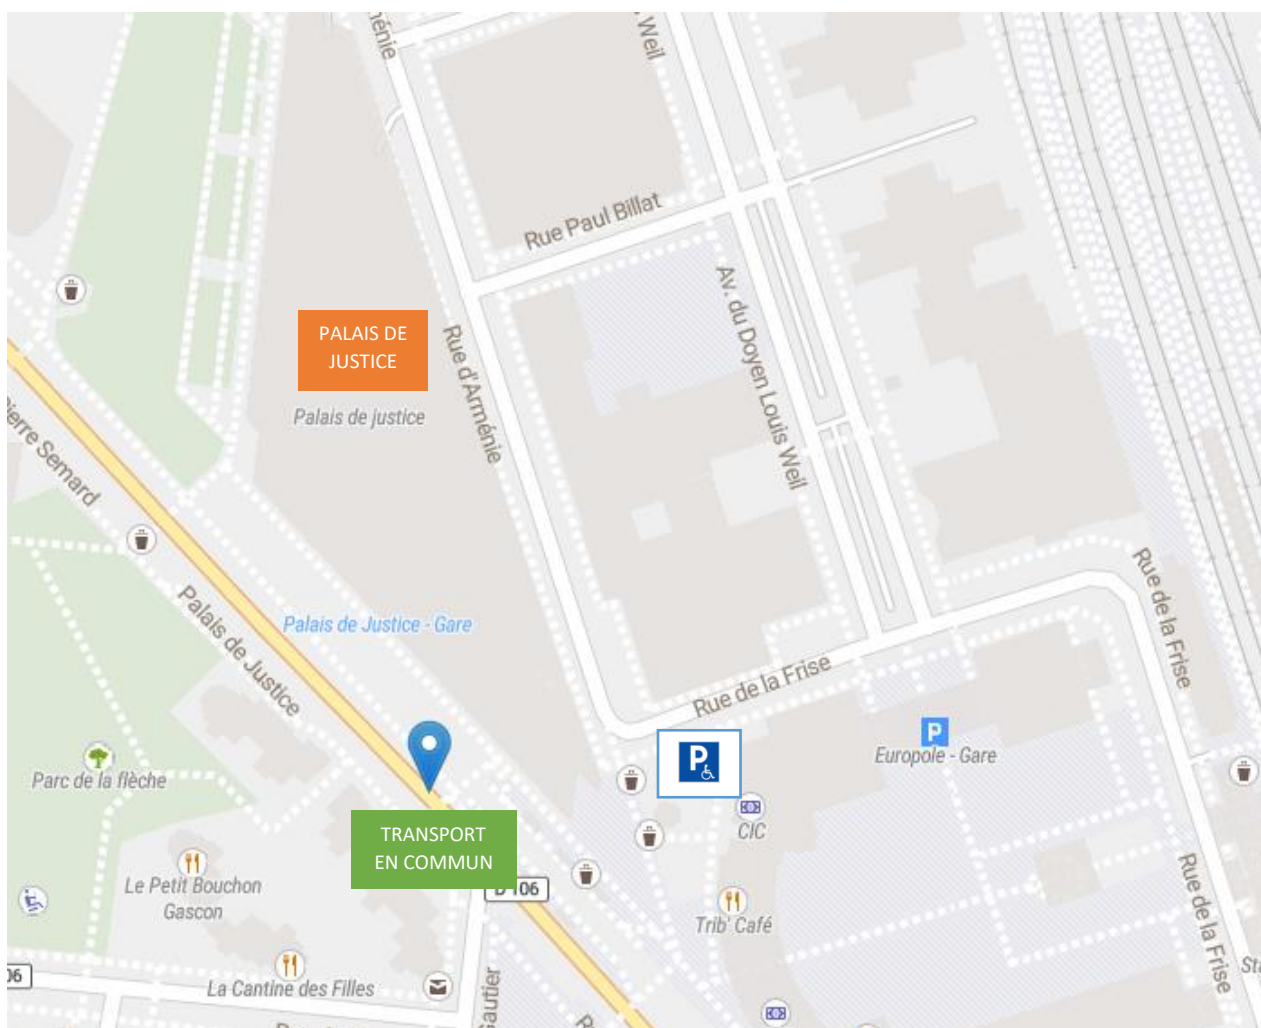 ménie
Weil
Rue Paul Billat
Av. du Doyen Louis Weil
PALAIS DE
JUSTICE
Rue d'Arménie
Palais de justice
Pierre Semard
Palais de Justice
Palais de Justice - Gare
Rue de la Frise
Rue de la Frise
P
Europole - Gare
P
Parc de la flèche
CIC
TRANSPORT
EN COMMUN
D 106
Le Petit Bouchon
Gascon
Trib' Café
Rue de la Frise
La Cantine des Filles
Gautier
06
Sta